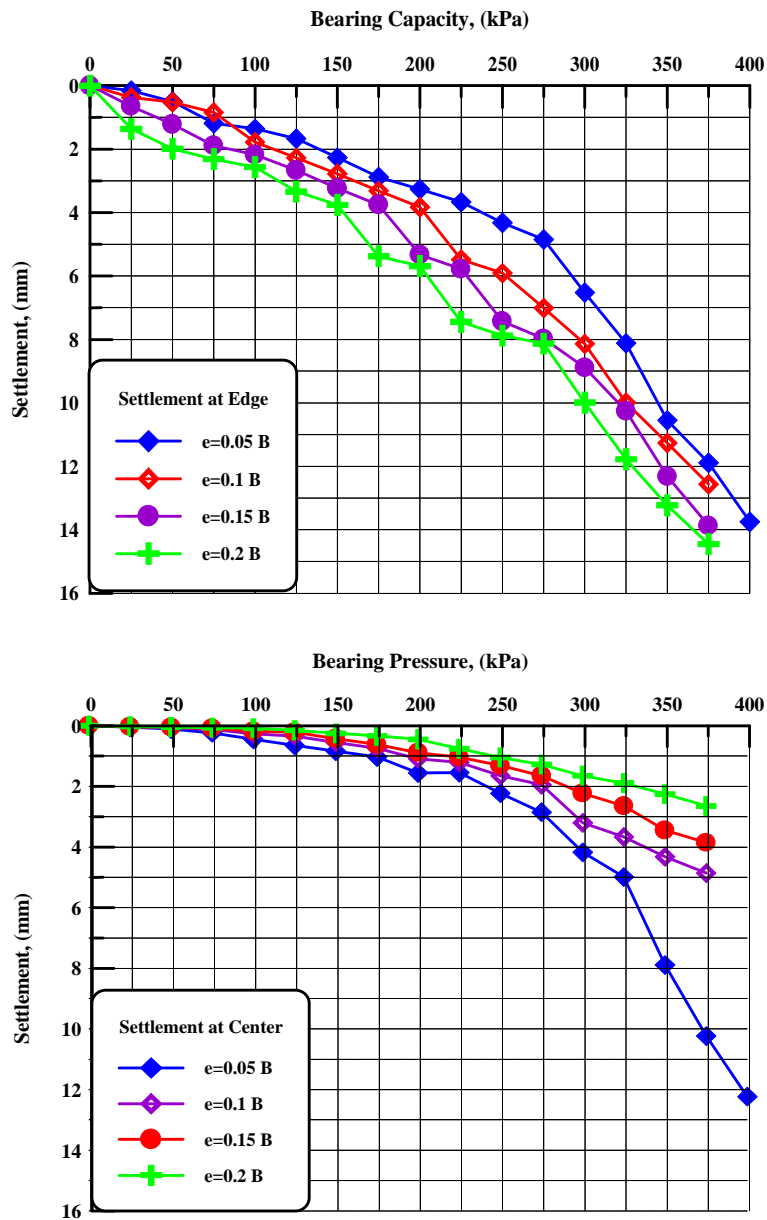 Bearing Capacity, (kPa)
0 50 100 150 200 250 300 350 400
0
2
4
6
8
10
12
14
16
Settlement, (mm)
Settlement at Edge
e=0.05 B
e=0.1 B
e=0.15 B
e=0.2 B
Bearing Pressure, (kPa)
0 50 100 150 200 250 300 350 400
0
2
4
6
8
10
12
14
16
Settlement, (mm)
Settlement at Center
e=0.05 B
e=0.1 B
e=0.15 B
e=0.2 B